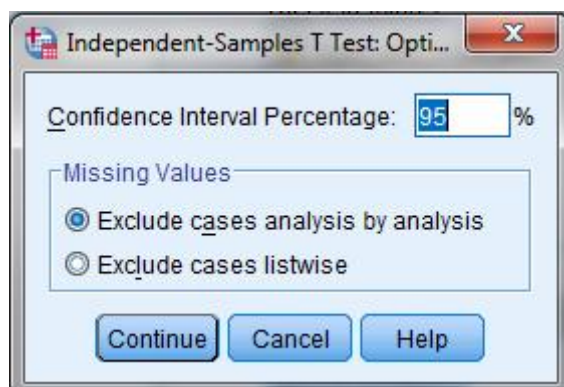 Independent-Samples T Test: Opti...
Confidence Interval Percentage: 95 %
Missing Values
Exclude cases analysis by analysis
Exclude cases listwise
Continue Cancel Help